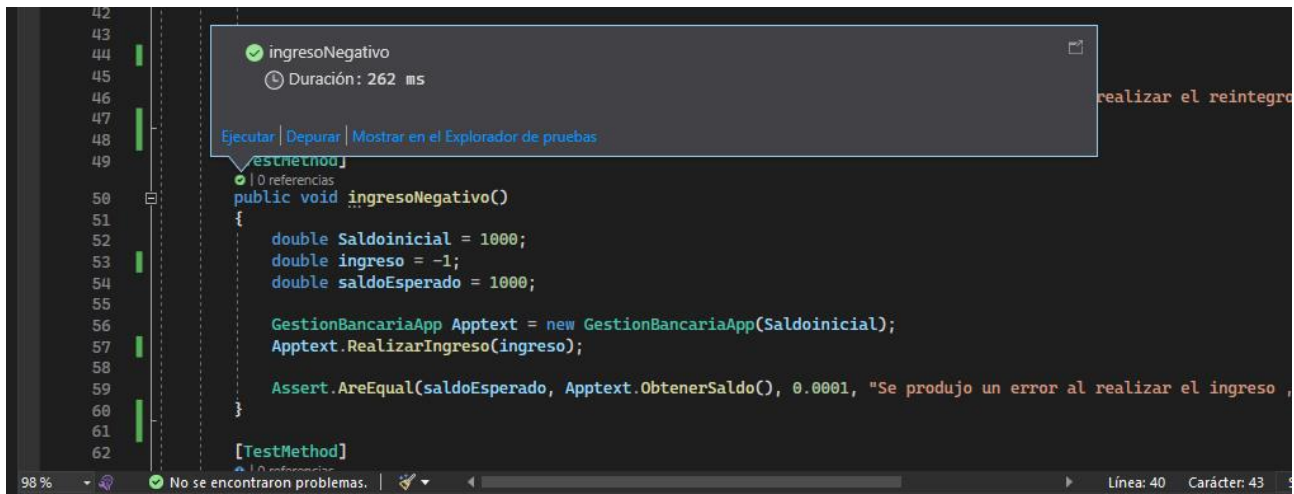 42
43
44
45
46
47
48
49
50
51
52
53
54
55
56
57
58
59
60
61
62
ingresoNegativo
Duración: 262 ms
realizar el reintegro
Ejecutar | Depurar | Mostrar en el Explorador de pruebas
estMethod]
| 0 referencias
public void ingresoNegativo()
{
double Saldoinicial = 1000;
double ingreso = -1;
double saldoEsperado = 1000;
GestionBancariaApp Apptext = new GestionBancariaApp(Saldoinicial);
Apptext.RealizarIngreso(ingreso);
Assert.AreEqual(saldoEsperado, Apptext.ObtenerSaldo(), 0.0001, "Se produjo un error al realizar el ingreso ,
}
[TestMethod]
| 0 referencias
98 % No se encontraron problemas. | Línea: 40 Carácter: 43